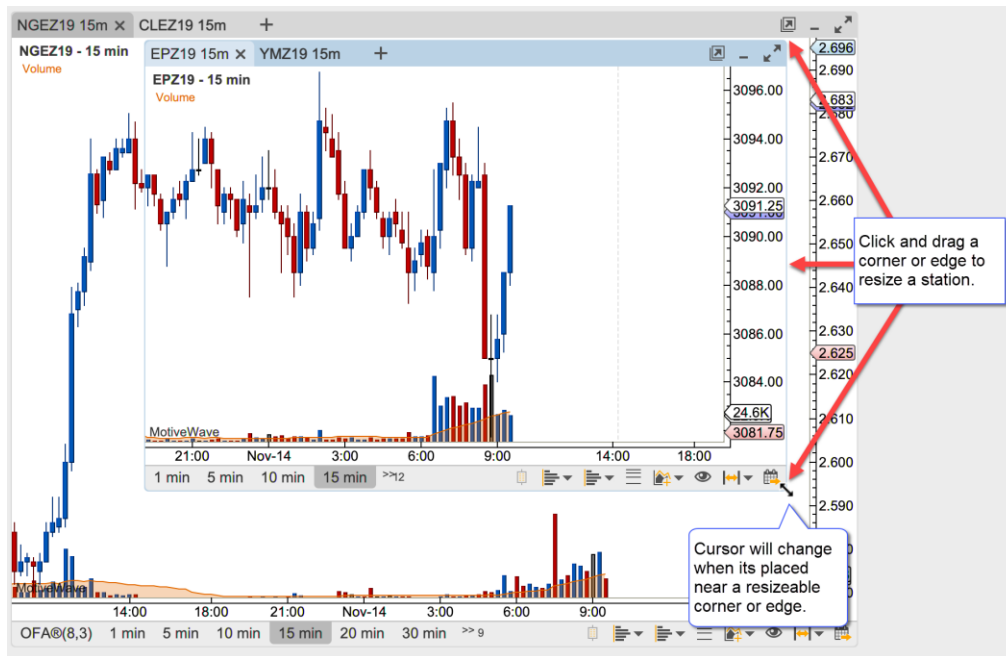 NGEZ19 15m × CLEZ19 15m +
NGEZ19 - 15 min
Volume
EPZ19 15m × YMZ19 15m +
EPZ19 - 15 min
Volume
3096.00
3094.00
3092.00
3091.25
3090.00
3088.00
3086.00
3084.00
24.6K
3081.75
MotiveWave
21:00 Nov-14 3:00 6:00 9:00 14:00 18:00
1 min 5 min 10 min 15 min >>12
2.696
2.690
2.683
2.680
2.670
2.660
2.650
2.640
2.630
2.625
2.620
2.610
2.600
2.590
Click and drag a
corner or edge to
resize a station.
Cursor will change
when its placed
near a resizeable
corner or edge.
MotiveWave
14:00 18:00 21:00 Nov-14 3:00 6:00 9:00
OFA®(8,3) 1 min 5 min 10 min 15 min 20 min 30 min >> 9